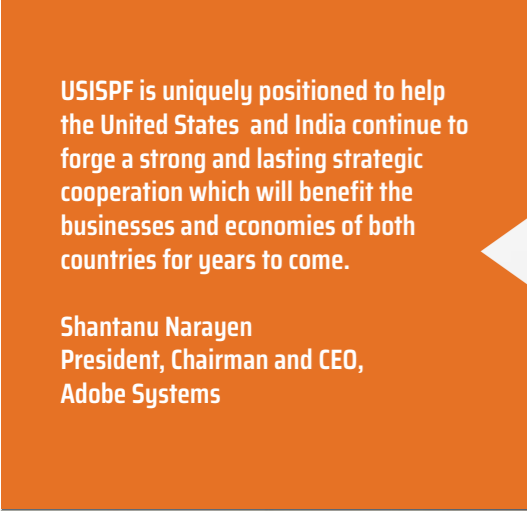 USISPF is uniquely positioned to help
the United States and India continue to
forge a strong and lasting strategic
cooperation which will benefit the
businesses and economies of both
countries for years to come.
Shantanu Narayen
President, Chairman and CEO,
Adobe Systems